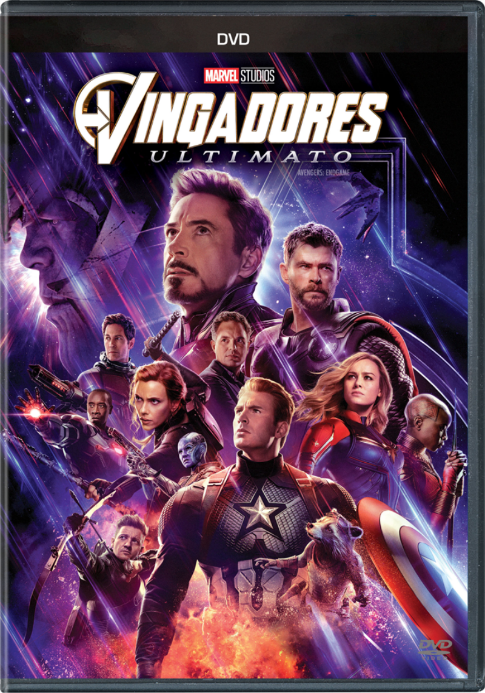 DVD
MARVEL STUDIOS
VINGADORES
ULTIMATO
AVENGERS: ENDGAME
DVD